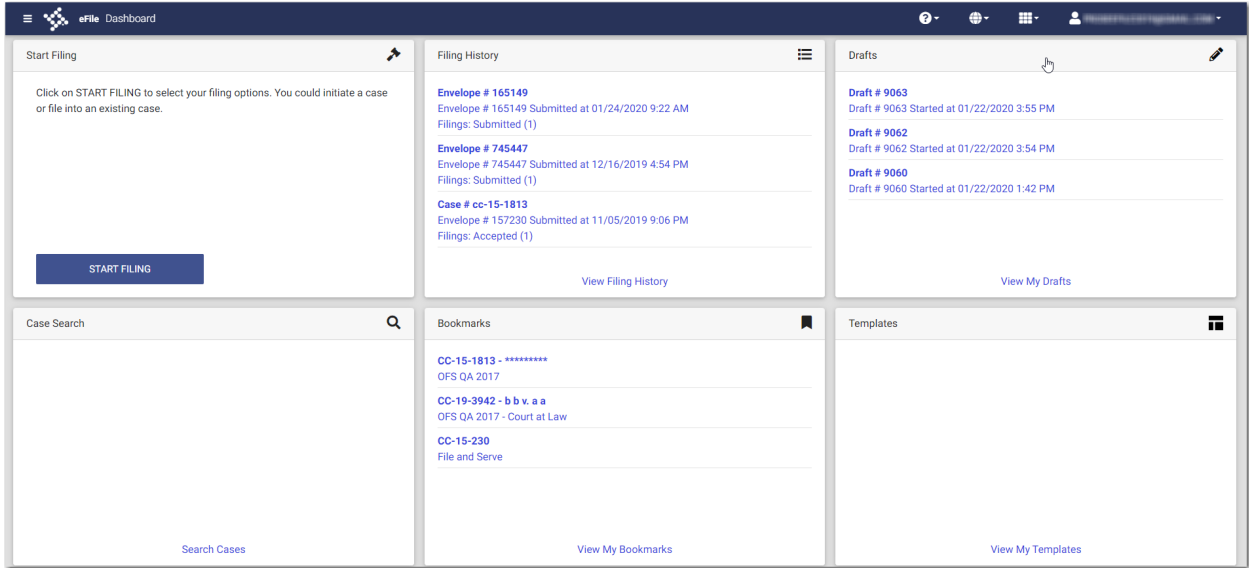 eFile Dashboard
Start Filing
Click on START FILING to select your filing options. You could initiate a case
or file into an existing case.
START FILING
Filing History
Envelope # 165149
Envelope # 165149 Submitted at 01/24/2020 9:22 AM
Filings: Submitted (1)
Envelope # 745447
Envelope # 745447 Submitted at 12/16/2019 4:54 PM
Filings: Submitted (1)
Case # cc-15-1813
Envelope # 157230 Submitted at 11/05/2019 9:06 PM
Filings: Accepted (1)
View Filing History
Drafts
Draft # 9063
Draft # 9063 Started at 01/22/2020 3:55 PM
Draft # 9062
Draft # 9062 Started at 01/22/2020 3:54 PM
Draft # 9060
Draft # 9060 Started at 01/22/2020 1:42 PM
View My Drafts
Case Search
Search Cases
Bookmarks
CC-15-1813 - *********
OFS QA 2017
CC-19-3942 - b b v. a a
OFS QA 2017 - Court at Law
CC-15-230
File and Serve
View My Bookmarks
Templates
View My Templates